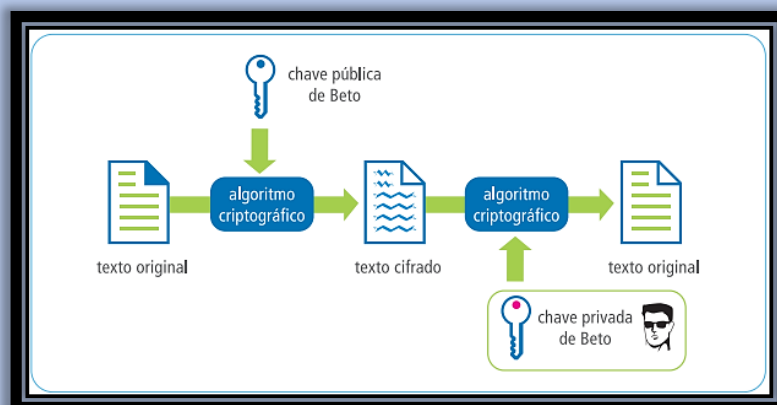 chave pública
de Beto
algoritmo
criptográfico
algoritmo
criptográfico
texto original
texto cifrado
texto original
chave privada
de Beto